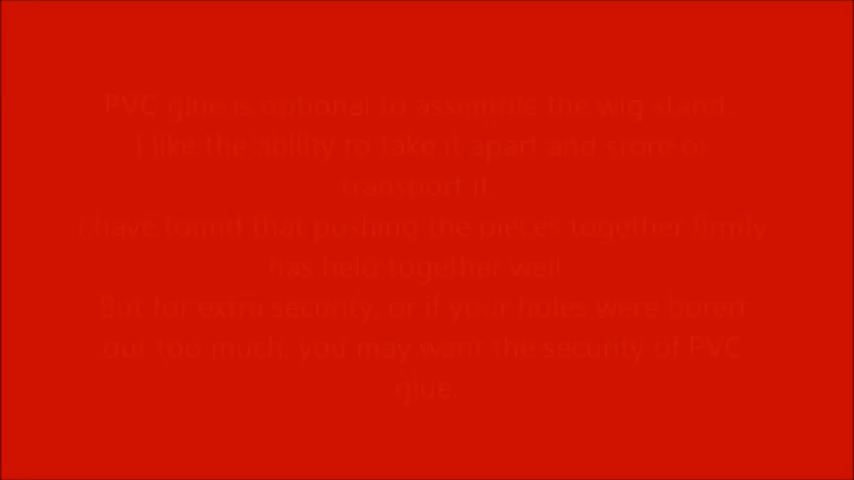 PVC glue is optional to assemble the wig stand.
I like the ability to take it apart and store or
transport it.
I have found that pushing the pieces together firmly
has held together well.
But for extra security, or if your holes were bored
out too much, you may want the security of PVC
glue.